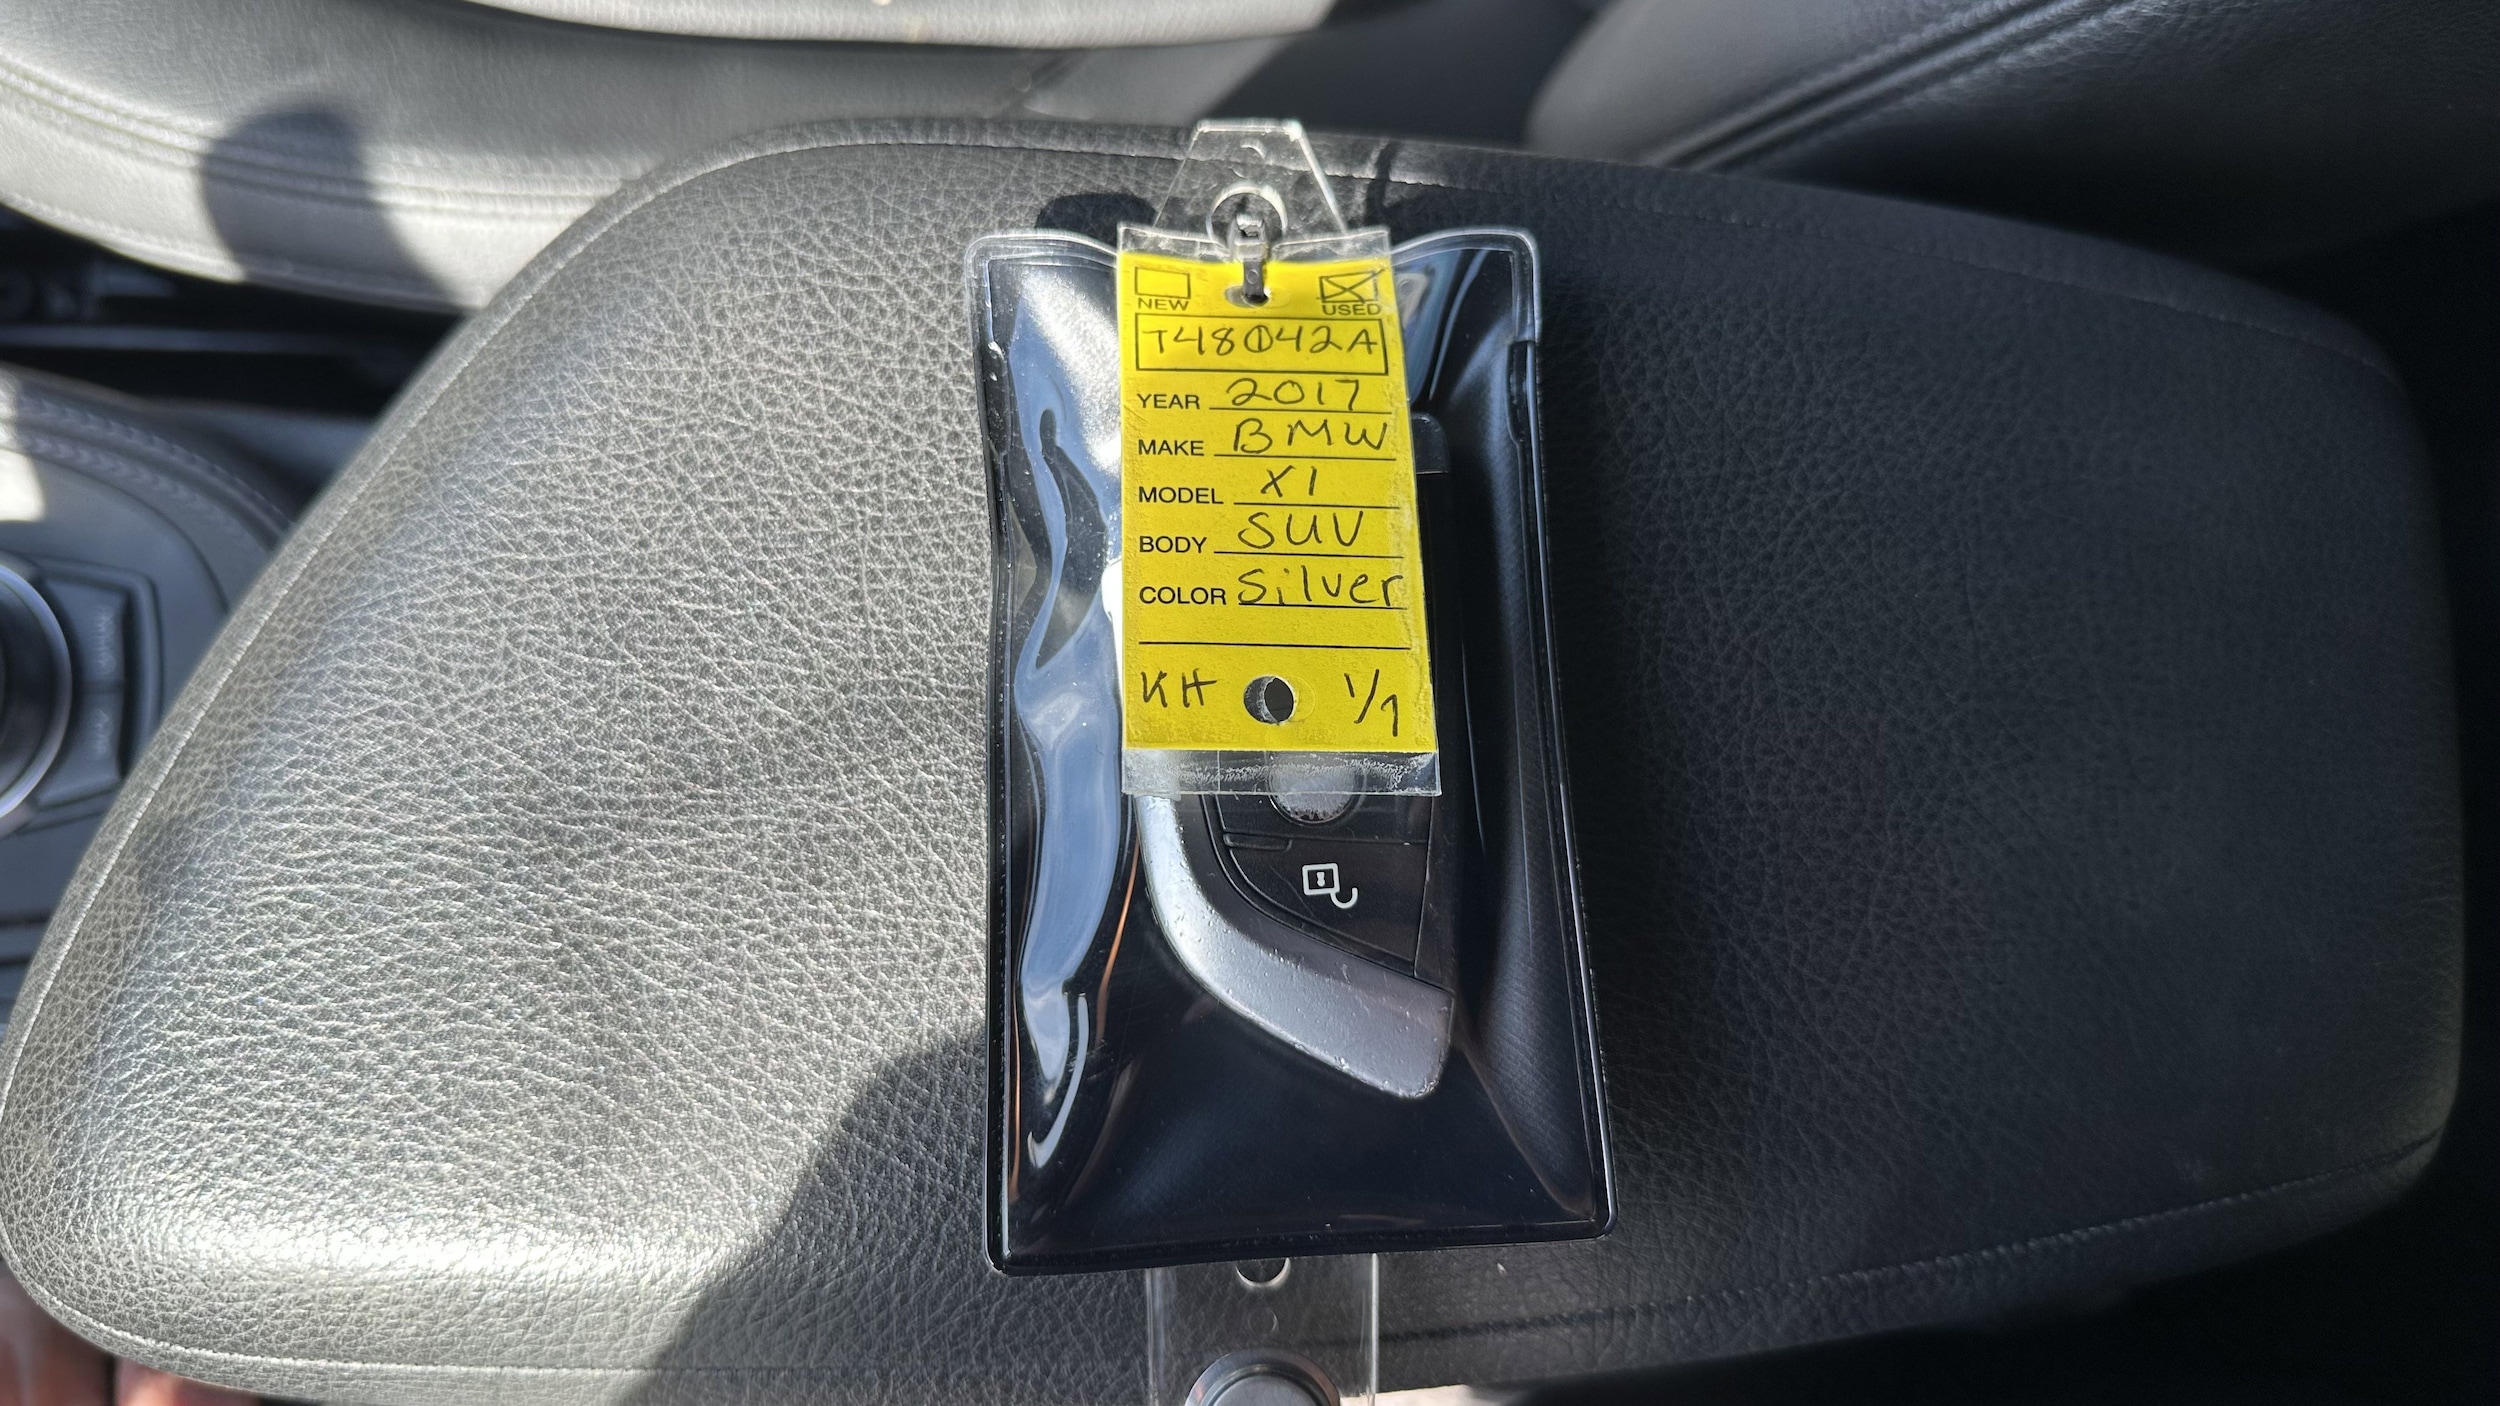 NEW USED
T48042A
YEAR 2017
MAKE BMW
MODEL X1
BODY SUV
COLOR Silver
KH 1/1